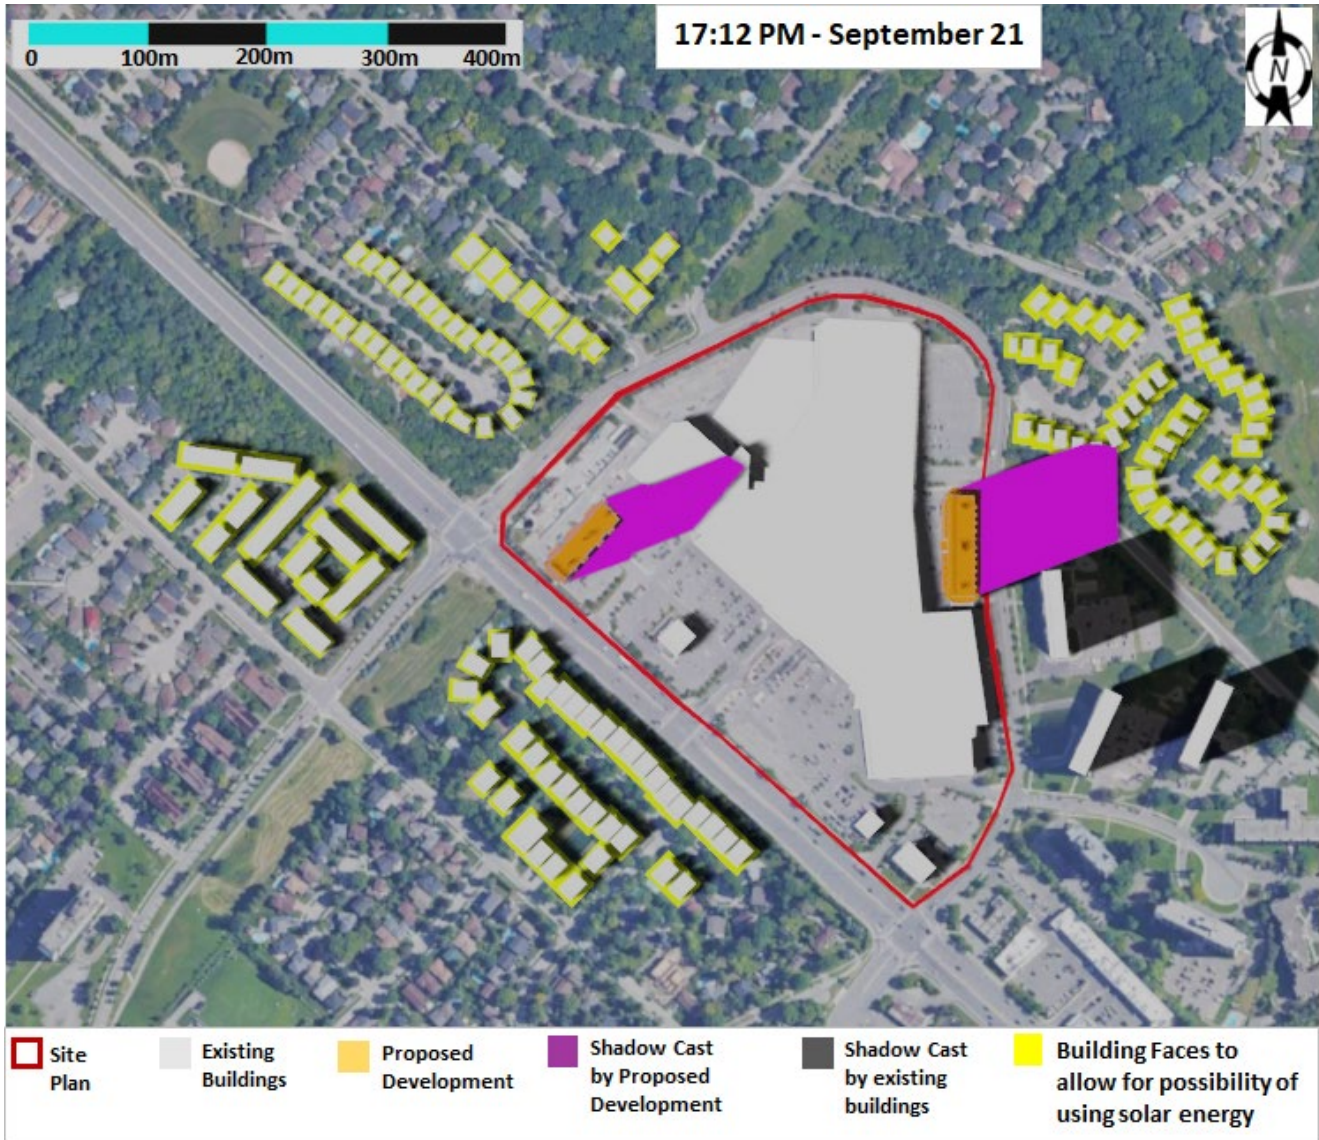 17:12 PM - September 21
N
0 100m 200m 300m 400m
Site
Plan
Existing
Buildings
Proposed
Development
Shadow Cast
by Proposed
Development
Shadow Cast
by existing
buildings
Building Faces to
allow for possibility of
using solar energy